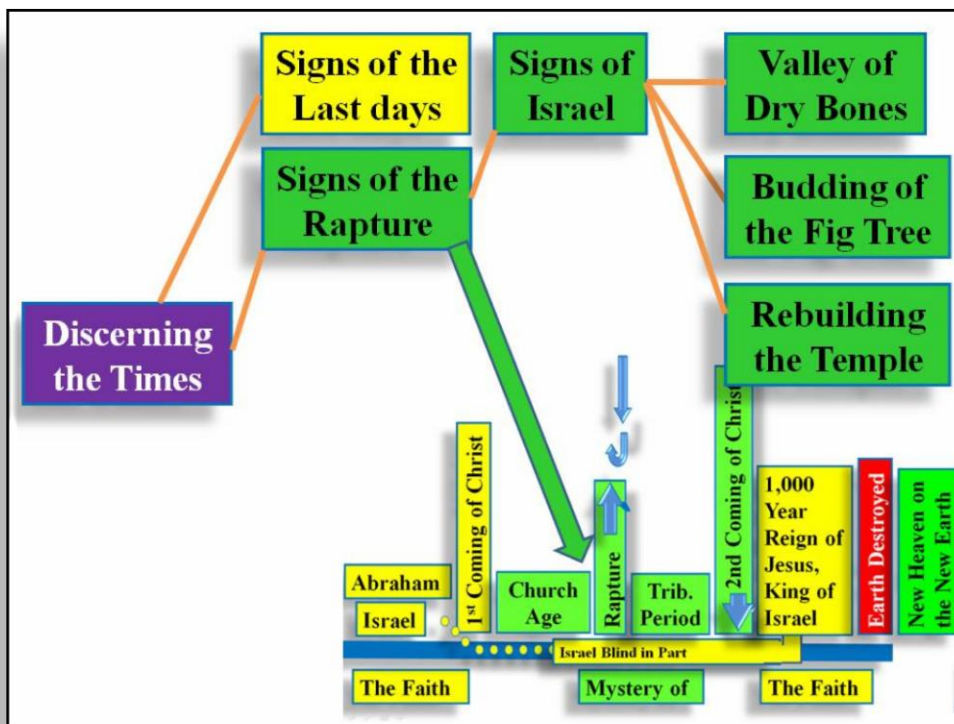 Signs of the
Last days
Signs of
Israel
Valley of
Dry Bones
Signs of the
Rapture
Budding of
the Fig Tree
Discerning
the Times
Rebuilding
the Temple
Abraham
Israel
1st Coming of Christ
Church
Age
Rapture
Trib.
Period
2nd Coming of Christ
1,000
Year
Reign of
Jesus,
King of
Israel
Earth Destroyed
New Heaven on
the New Earth
Israel Blind in Part
The Faith
Mystery of
The Faith